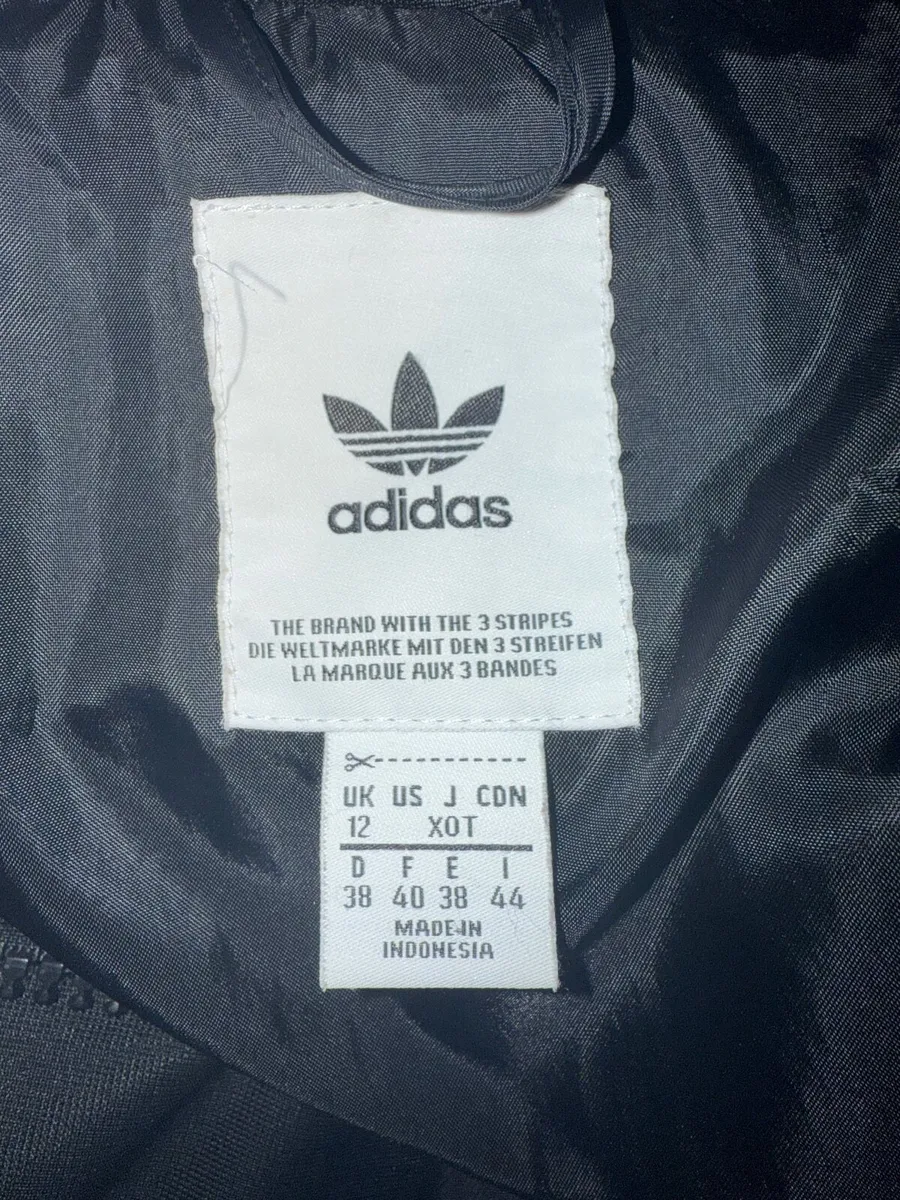 adidas
THE BRAND WITH THE 3 STRIPES
DIE WELTMARKE MIT DEN 3 STREIFEN
LA MARQUE AUX 3 BANDES
UK US J CDN
12 XOT
D F E I
38 40 38 44
MADE IN
INDONESIA